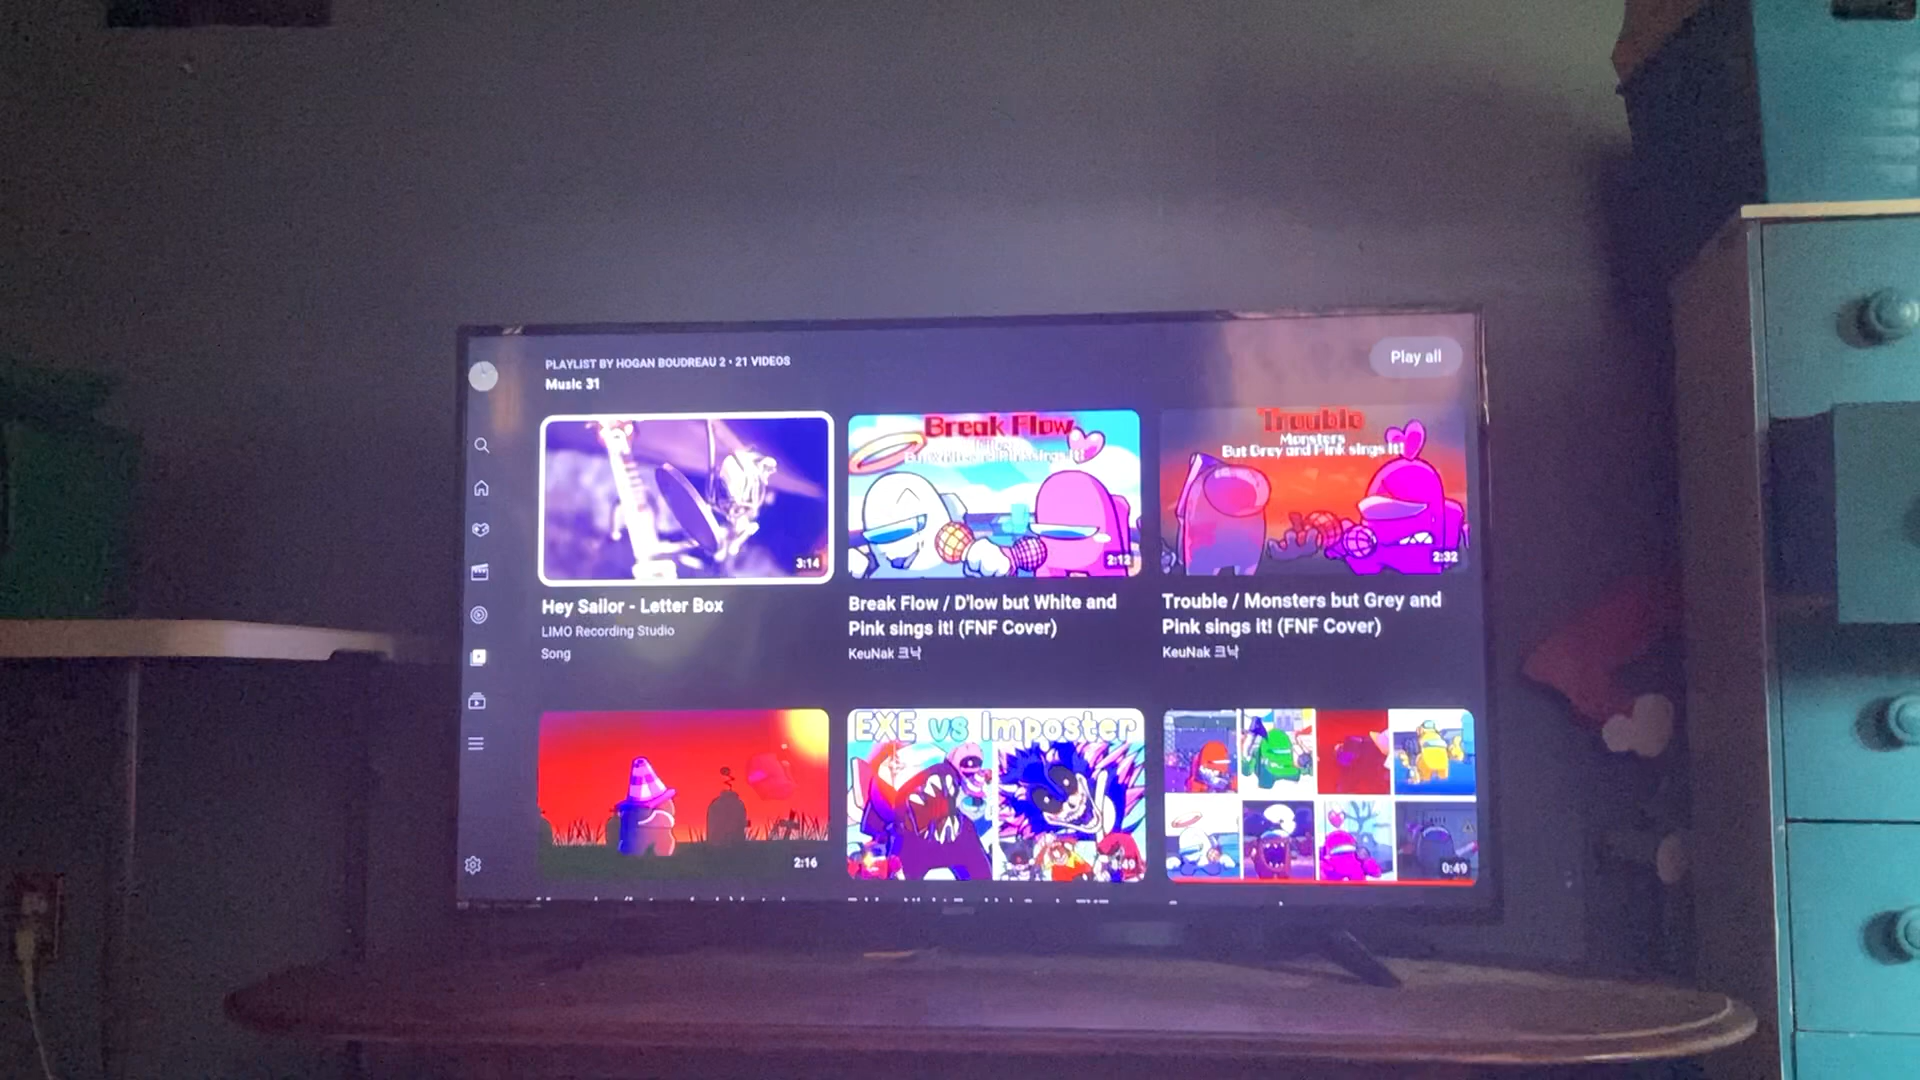 PLAYLIST BY HOGAN BOUDREAU 2 • 21 VIDEOS
Music 31
Play all
3:14
Break Flow
2:12
Trouble
Monsters
But Grey and Pink sings it!
2:32
Hey Sailor - Letter Box
LIMO Recording Studio
Song
Break Flow / D'low but White and
Pink sings it! (FNF Cover)
KeuNak 크낙
Trouble / Monsters but Grey and
Pink sings it! (FNF Cover)
KeuNak 크낙
2:16
EXE vs Imposter
0:49